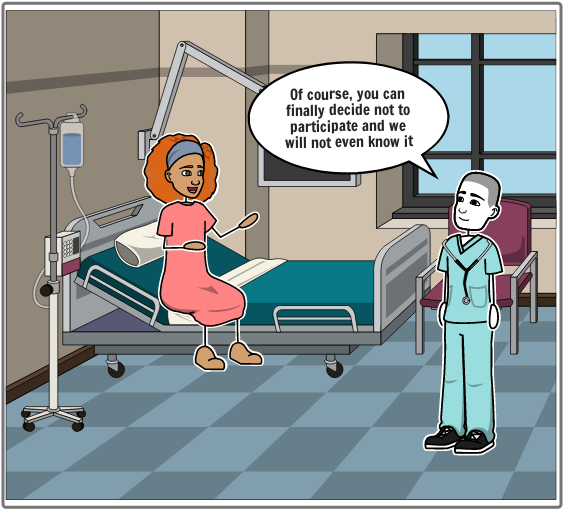 Of course, you can
finally decide not to
participate and we
will not even know it